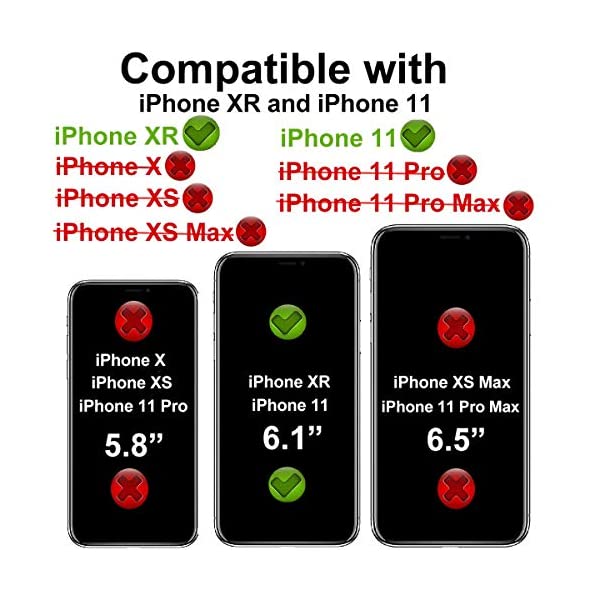 Compatible with
iPhone XR and iPhone 11
iPhone XR
iPhone X
iPhone XS
iPhone XS Max
iPhone 11
iPhone 11 Pro
iPhone 11 Pro Max
iPhone X
iPhone XS
iPhone 11 Pro
5.8”
iPhone XR
iPhone 11
6.1”
iPhone XS Max
iPhone 11 Pro Max
6.5”